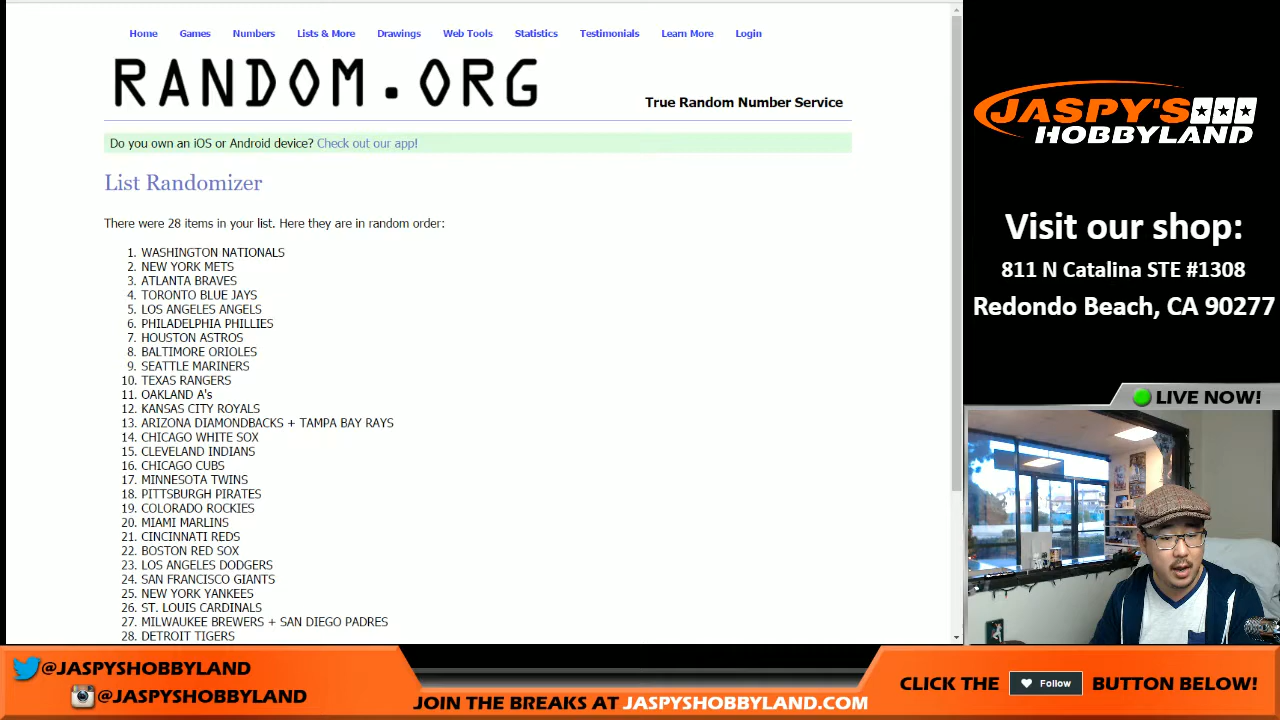 Home Games Numbers Lists & More Drawings Web Tools Statistics Testimonials Learn More Login
RANDOM.ORG
True Random Number Service
Do you own an iOS or Android device? Check out our app!
List Randomizer
There were 28 items in your list. Here they are in random order:
1. WASHINGTON NATIONALS
2. NEW YORK METS
3. ATLANTA BRAVES
4. TORONTO BLUE JAYS
5. LOS ANGELES ANGELS
6. PHILADELPHIA PHILLIES
7. HOUSTON ASTROS
8. BALTIMORE ORIOLES
9. SEATTLE MARINERS
10. TEXAS RANGERS
11. OAKLAND A's
12. KANSAS CITY ROYALS
13. ARIZONA DIAMONDBACKS + TAMPA BAY RAYS
14. CHICAGO WHITE SOX
15. CLEVELAND INDIANS
16. CHICAGO CUBS
17. MINNESOTA TWINS
18. PITTSBURGH PIRATES
19. COLORADO ROCKIES
20. MIAMI MARLINS
21. CINCINNATI REDS
22. BOSTON RED SOX
23. LOS ANGELES DODGERS
24. SAN FRANCISCO GIANTS
25. NEW YORK YANKEES
26. ST. LOUIS CARDINALS
27. MILWAUKEE BREWERS + SAN DIEGO PADRES
28. DETROIT TIGERS
JASPY'S
HOBBYLAND
Visit our shop:
811 N Catalina STE #1308
Redondo Beach, CA 90277
LIVE NOW!
@JASPYSHOBBYLAND
@JASPYSHOBBYLAND
JOIN THE BREAKS AT JASPYSHOBBYLAND.COM
CLICK THE Follow BUTTON BELOW!